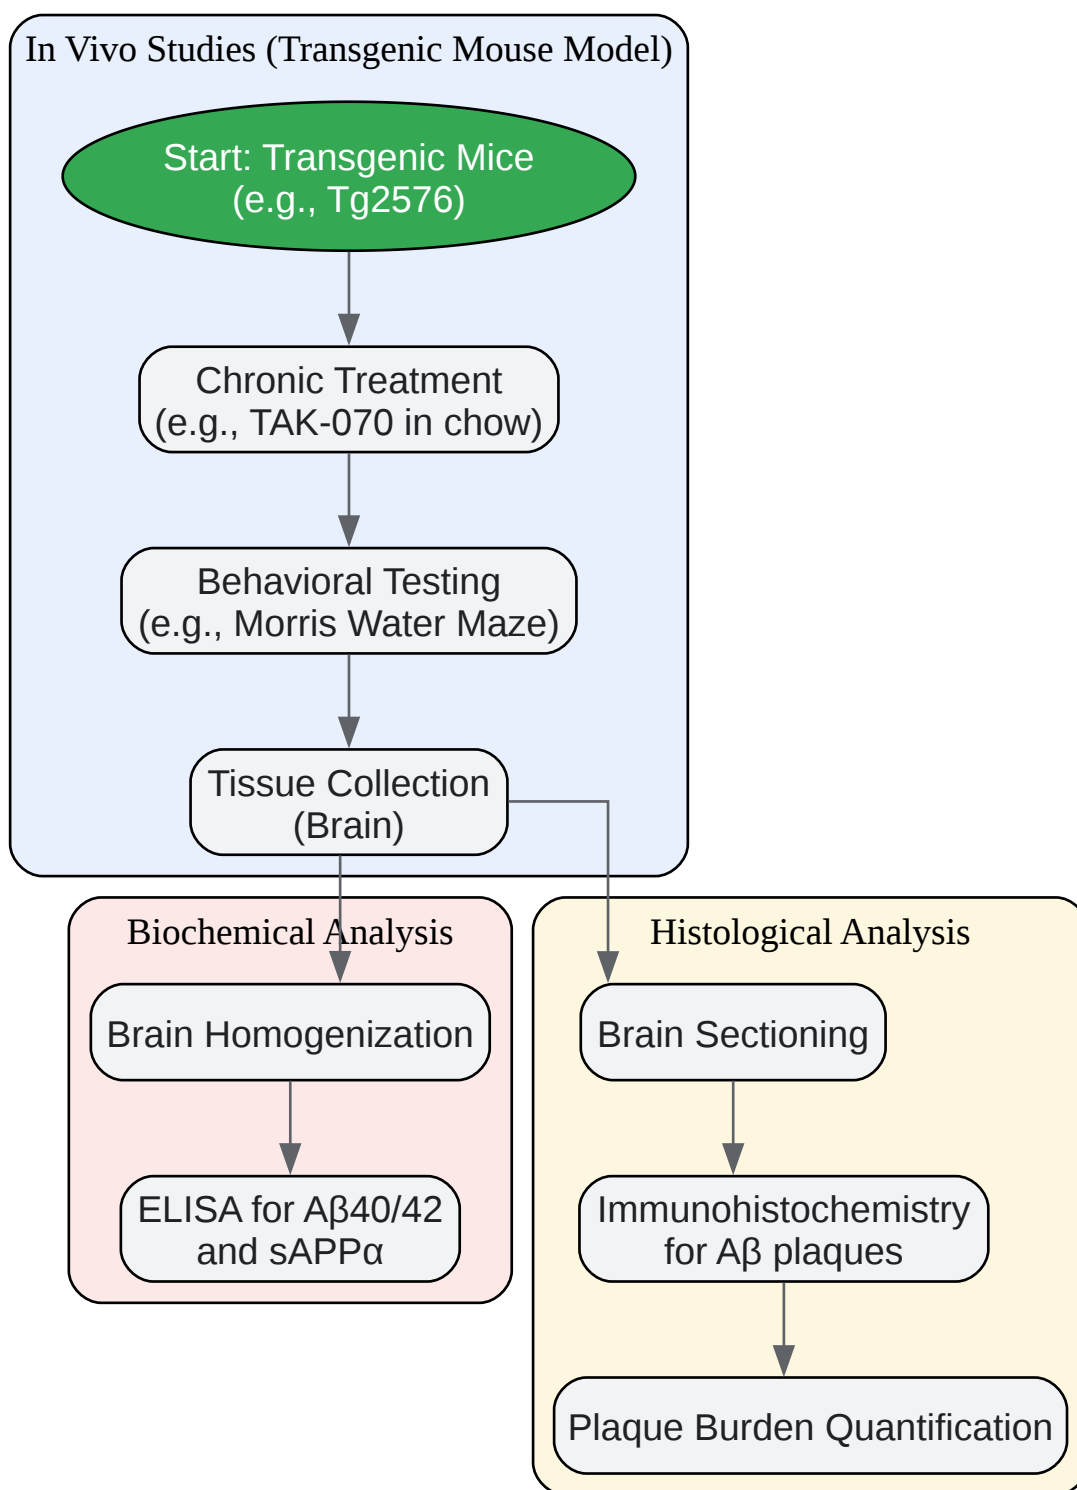 In Vivo Studies (Transgenic Mouse Model)
Start: Transgenic Mice
(e.g., Tg2576)
Chronic Treatment
(e.g., TAK-070 in chow)
Behavioral Testing
(e.g., Morris Water Maze)
Tissue Collection
(Brain)
Biochemical Analysis
Brain Homogenization
ELISA for Aβ40/42
and sAPPα
Histological Analysis
Brain Sectioning
Immunohistochemistry
for Aβ plaques
Plaque Burden Quantification